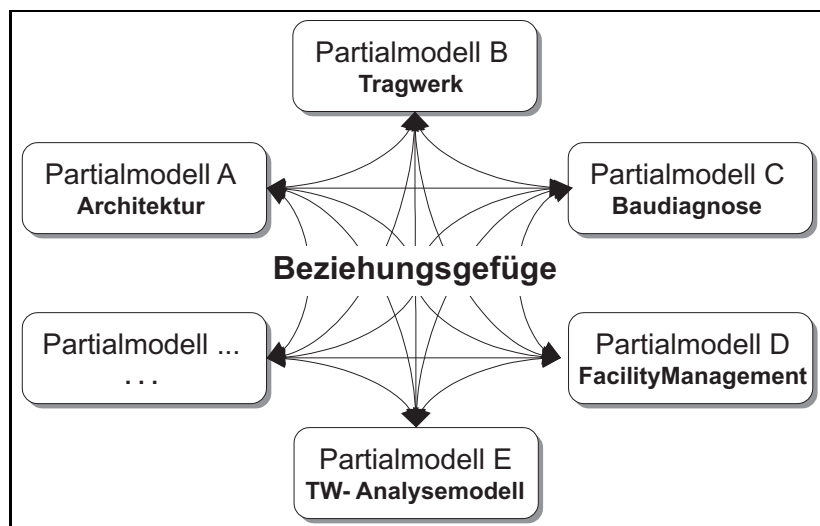 Partialmodell B
Tragwerk
Partialmodell A
Architektur
Partialmodell C
Baudiagnose
Beziehungsgefüge
Partialmodell ...
. . .
Partialmodell D
FacilityManagement
Partialmodell E
TW- Analysemodell